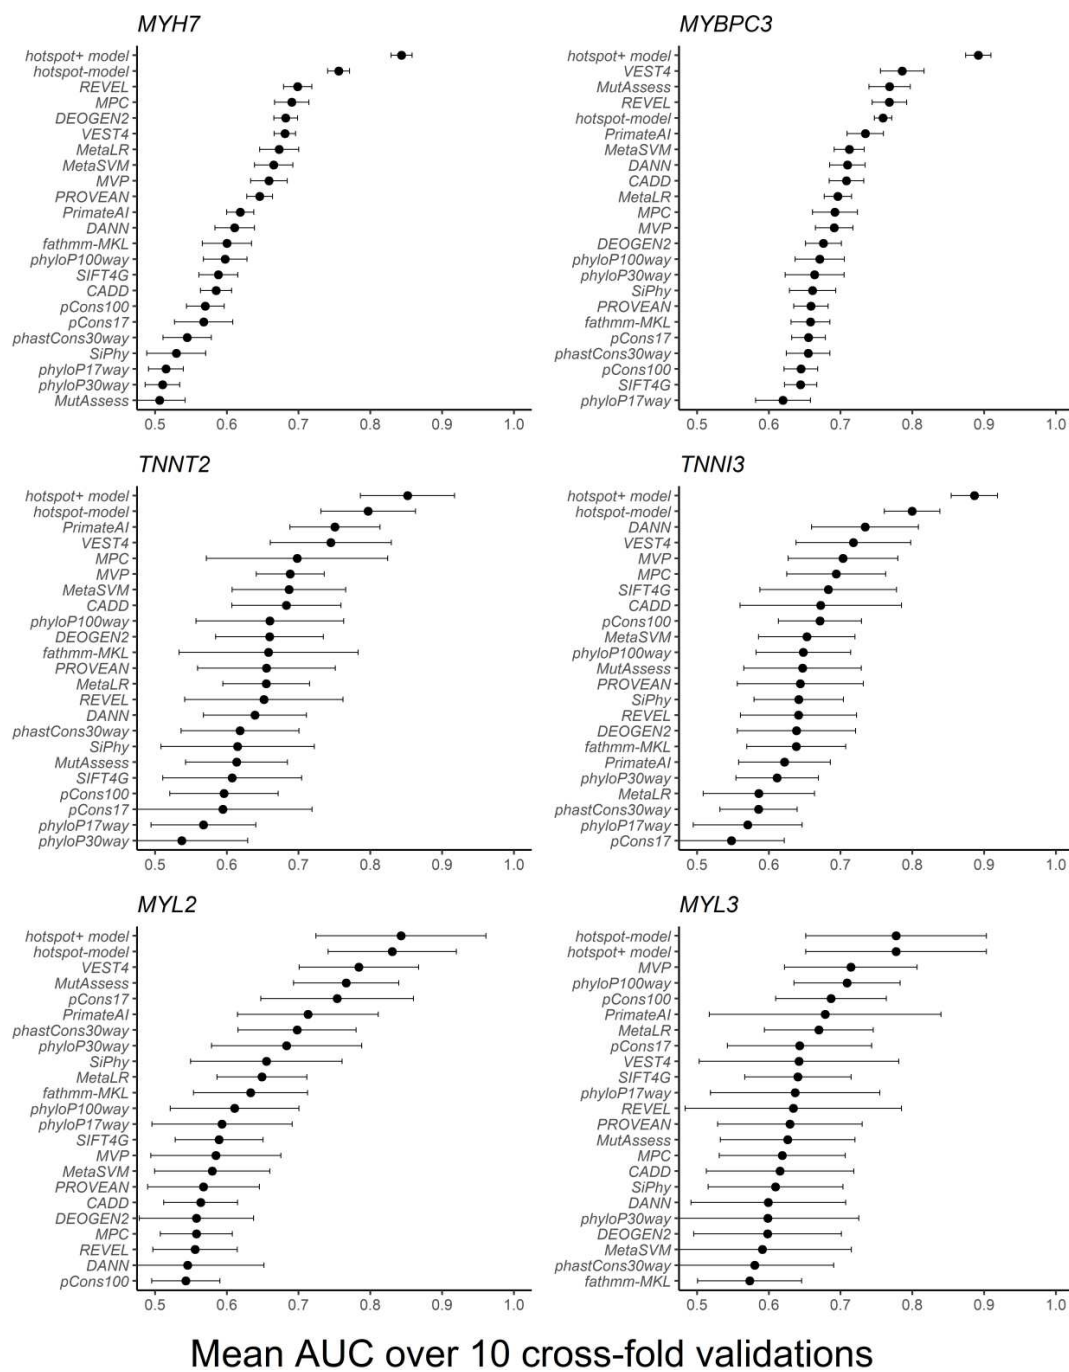 MYH7
hotspot+ model
hotspot-model
REVEL
MPC
DEOGEN2
VEST4
MetaLR
MetaSVM
MVP
PROVEAN
PrimateAI
DANN
fathmm-MKL
phyloP100way
SIFT4G
CADD
pCons100
pCons17
phastCons30way
SiPhy
phyloP17way
phyloP30way
MutAssess
0.5 0.6 0.7 0.8 0.9 1.0
MYBPC3
hotspot+ model
VEST4
MutAssess
REVEL
hotspot-model
PrimateAI
MetaSVM
DANN
CADD
MetaLR
MPC
MVP
DEOGEN2
phyloP100way
phyloP30way
SiPhy
PROVEAN
fathmm-MKL
pCons17
phastCons30way
pCons100
SIFT4G
phyloP17way
0.5 0.6 0.7 0.8 0.9 1.0
TNNT2
hotspot+ model
hotspot-model
PrimateAI
VEST4
MPC
MVP
MetaSVM
CADD
phyloP100way
DEOGEN2
fathmm-MKL
PROVEAN
MetaLR
REVEL
DANN
phastCons30way
SiPhy
MutAssess
SIFT4G
pCons100
pCons17
phyloP17way
phyloP30way
0.5 0.6 0.7 0.8 0.9 1.0
TNNI3
hotspot+ model
hotspot-model
DANN
VEST4
MVP
MPC
SIFT4G
CADD
pCons100
MetaSVM
phyloP100way
MutAssess
PROVEAN
SiPhy
REVEL
DEOGEN2
fathmm-MKL
PrimateAI
phyloP30way
MetaLR
phastCons30way
phyloP17way
pCons17
0.5 0.6 0.7 0.8 0.9 1.0
MYL2
hotspot+ model
hotspot-model
VEST4
MutAssess
pCons17
PrimateAI
phastCons30way
phyloP30way
SiPhy
MetaLR
fathmm-MKL
phyloP100way
phyloP17way
SIFT4G
MVP
MetaSVM
PROVEAN
CADD
DEOGEN2
MPC
REVEL
DANN
pCons100
0.5 0.6 0.7 0.8 0.9 1.0
MYL3
hotspot-model
hotspot+ model
MVP
phyloP100way
pCons100
PrimateAI
MetaLR
pCons17
VEST4
SIFT4G
phyloP17way
REVEL
PROVEAN
MutAssess
MPC
CADD
SiPhy
DANN
phyloP30way
DEOGEN2
MetaSVM
phastCons30way
fathmm-MKL
0.5 0.6 0.7 0.8 0.9 1.0
Mean AUC over 10 cross-fold validations